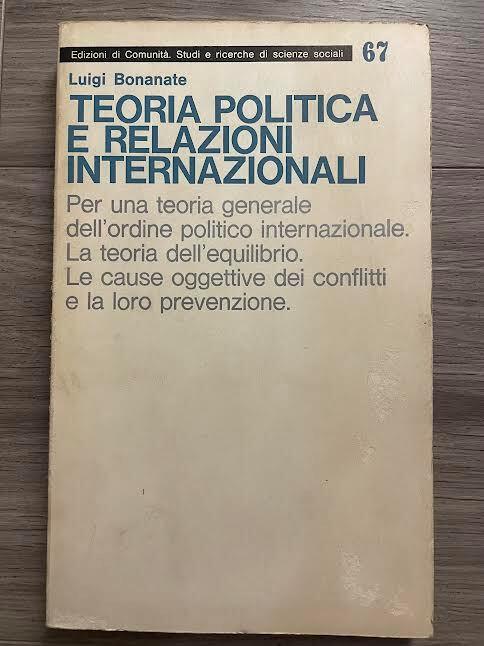 Edizioni di Comunità. Studi e ricerche di scienze sociali 67
Luigi Bonanate
TEORIA POLITICA
E RELAZIONI
INTERNAZIONALI
Per una teoria generale
dell'ordine politico internazionale.
La teoria dell'equilibrio.
Le cause oggettive dei conflitti
e la loro prevenzione.